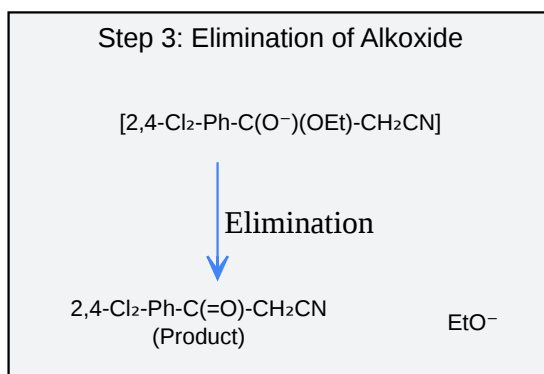 Step 3: Elimination of Alkoxide
[2,4-Cl₂-Ph-C(O⁻)(OEt)-CH₂CN]
Elimination
2,4-Cl₂-Ph-C(=O)-CH₂CN
(Product)
EtO⁻